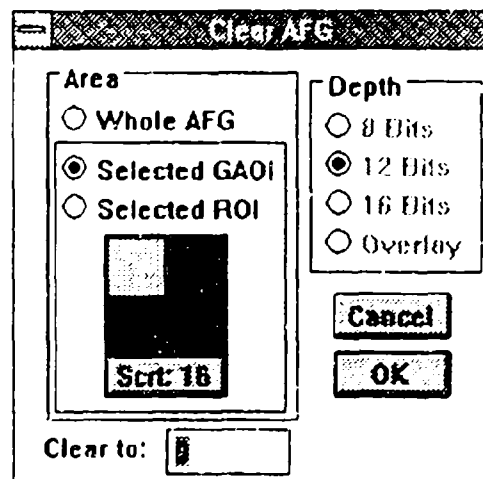 Clear AFG
Area
Whole AFG
Selected GAOi
Selected ROI
Scrt: 16
Depth
8 Bits
12 Bits
16 Bits
Overlay
Cancel
OK
Clear to: